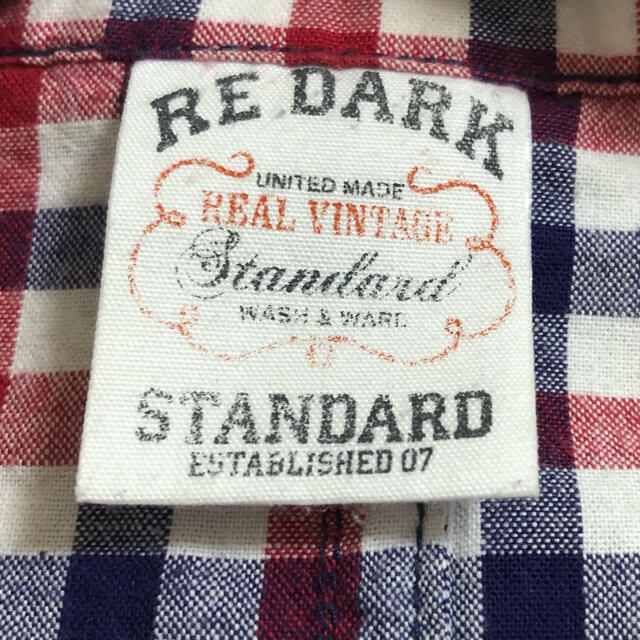 RE DARK
UNITED MADE
REAL VINTAGE
Standard
WASH & WARE
STANDARD
ESTABLISHED 07